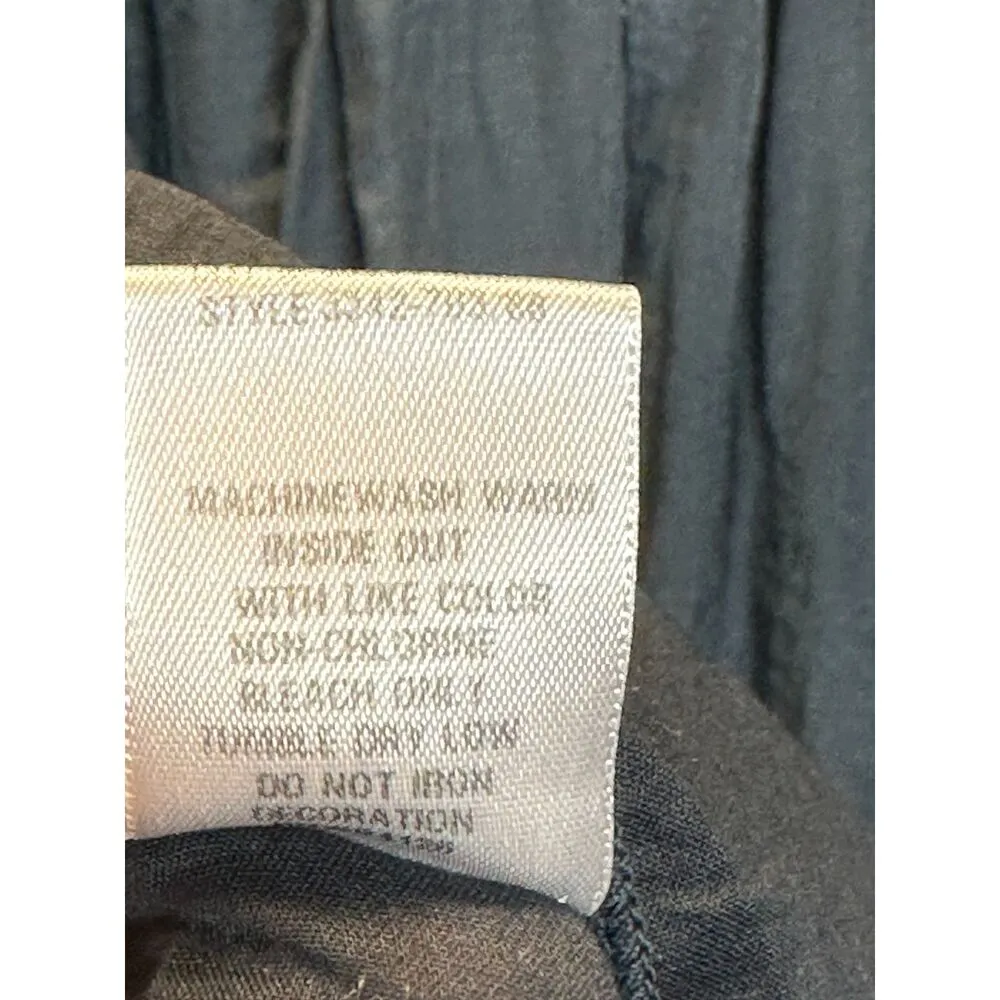 STYLE
MACHINE WASH WARM
INSIDE OUT
WITH LIKE COLOR
NON-CHLORINE
BLEACH ONLY
TUMBLE DRY LOW
DO NOT IRON
DECORATION